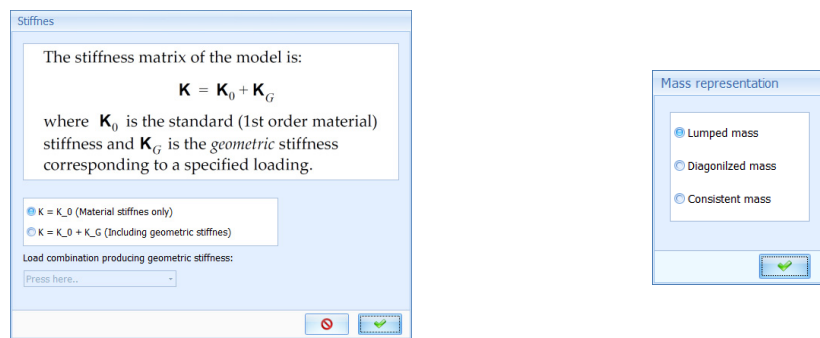 Stiffnes
The stiffness matrix of the model is:
K = K0 + KG
where K0 is the standard (1st order material)
stiffness and KG is the geometric stiffness
corresponding to a specified loading.
K = K_0 (Material stiffnes only)
K = K_0 + K_G (Including geometric stiffnes)
Load combination producing geometric stiffness:
Press here..
Mass representation
Lumped mass
Diagonilzed mass
Consistent mass